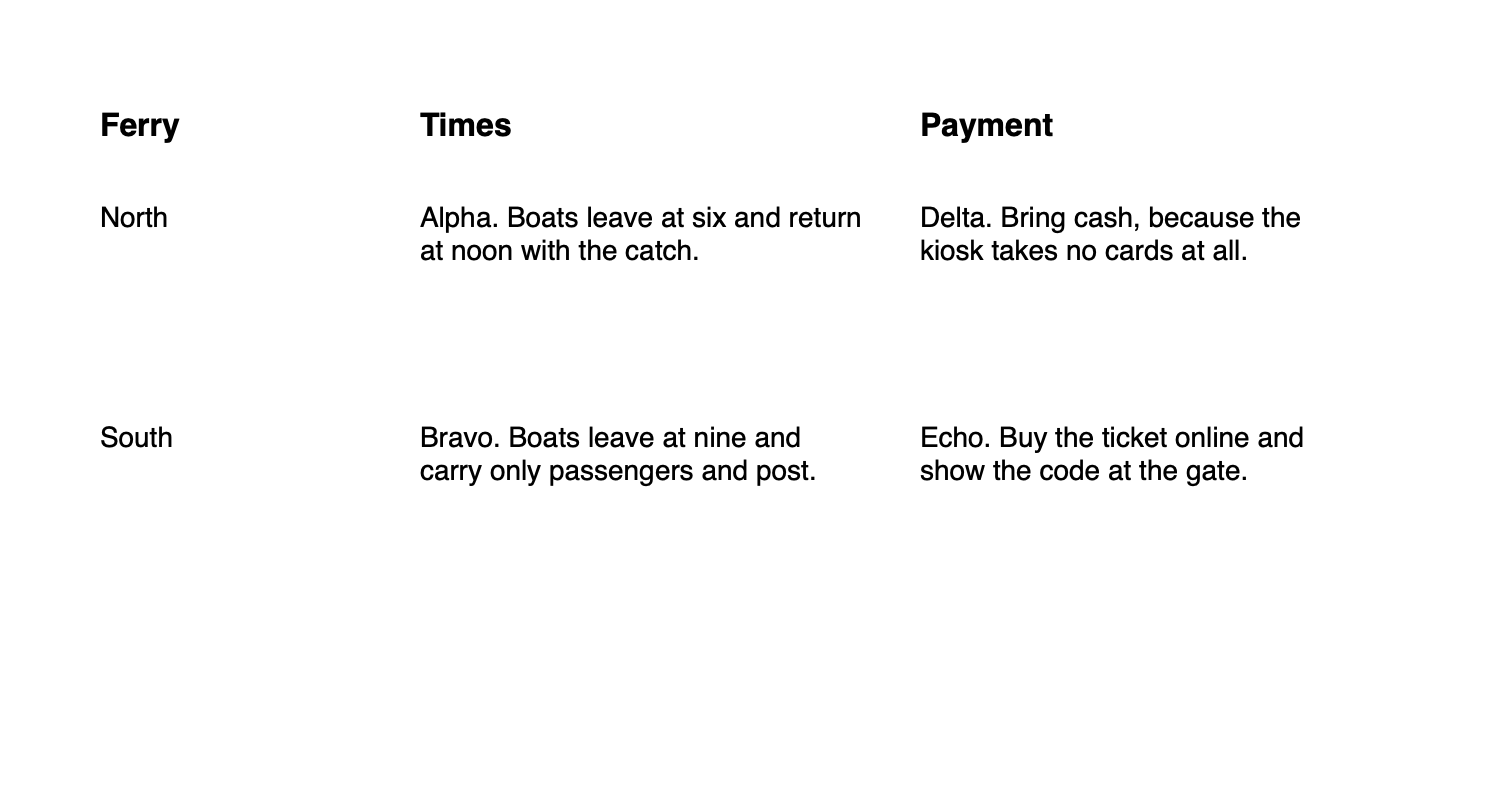 Ferry Times Payment
North Alpha. Boats leave at six and return at noon with the catch. Delta. Bring cash, because the kiosk takes no cards at all.
South Bravo. Boats leave at nine and carry only passengers and post. Echo. Buy the ticket online and show the code at the gate.